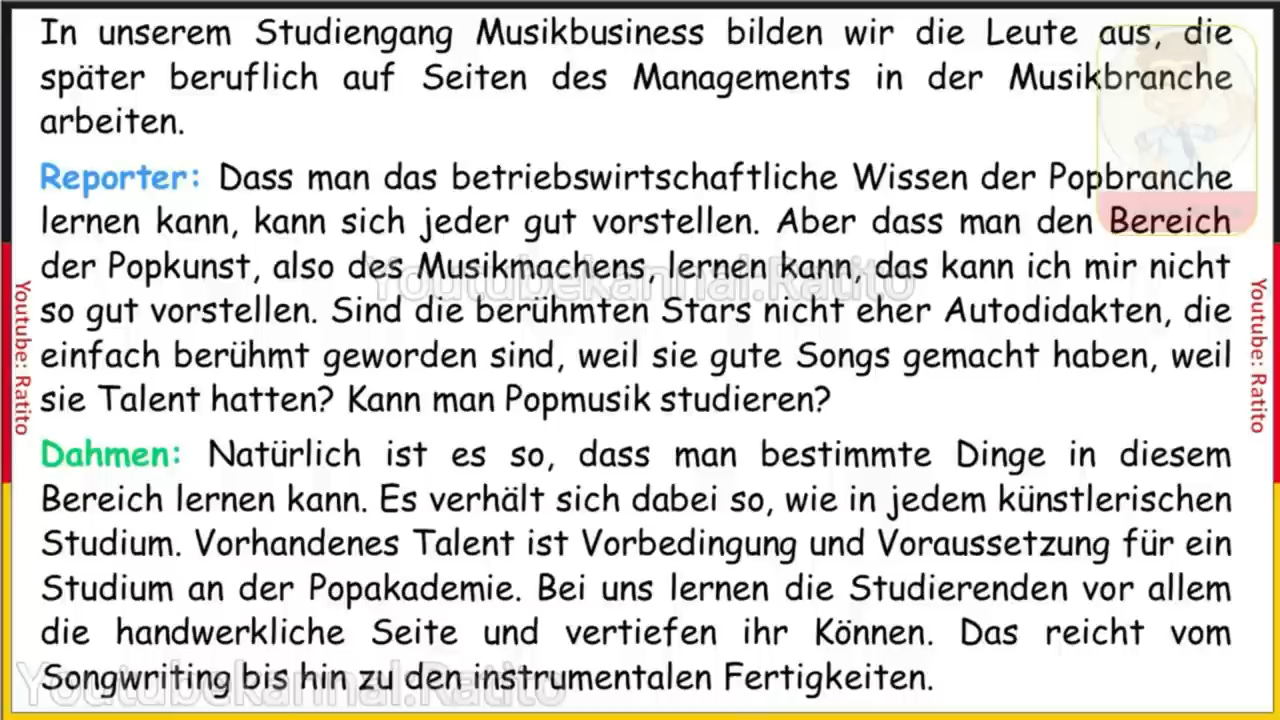 In unserem Studiengang Musikbusiness bilden wir die Leute aus, die
später beruflich auf Seiten des Managements in der Musikbranche
arbeiten.
Reporter: Dass man das betriebswirtschaftliche Wissen der Popbranche
lernen kann, kann sich jeder gut vorstellen. Aber dass man den Bereich
der Popkunst, also des Musikmachens, lernen kann, das kann ich mir nicht
so gut vorstellen. Sind die berühmten Stars nicht eher Autodidakten, die
einfach berühmt geworden sind, weil sie gute Songs gemacht haben, weil
sie Talent hatten? Kann man Popmusik studieren?
Dahmen: Natürlich ist es so, dass man bestimmte Dinge in diesem
Bereich lernen kann. Es verhält sich dabei so, wie in jedem künstlerischen
Studium. Vorhandenes Talent ist Vorbedingung und Voraussetzung für ein
Studium an der Popakademie. Bei uns lernen die Studierenden vor allem
die handwerkliche Seite und vertiefen ihr Können. Das reicht vom
Songwriting bis hin zu den instrumentalen Fertigkeiten.
Youtube: Ratito
Youtube: Ratito
Youtubekannal.Ratito
Youtubekannal.Ratito